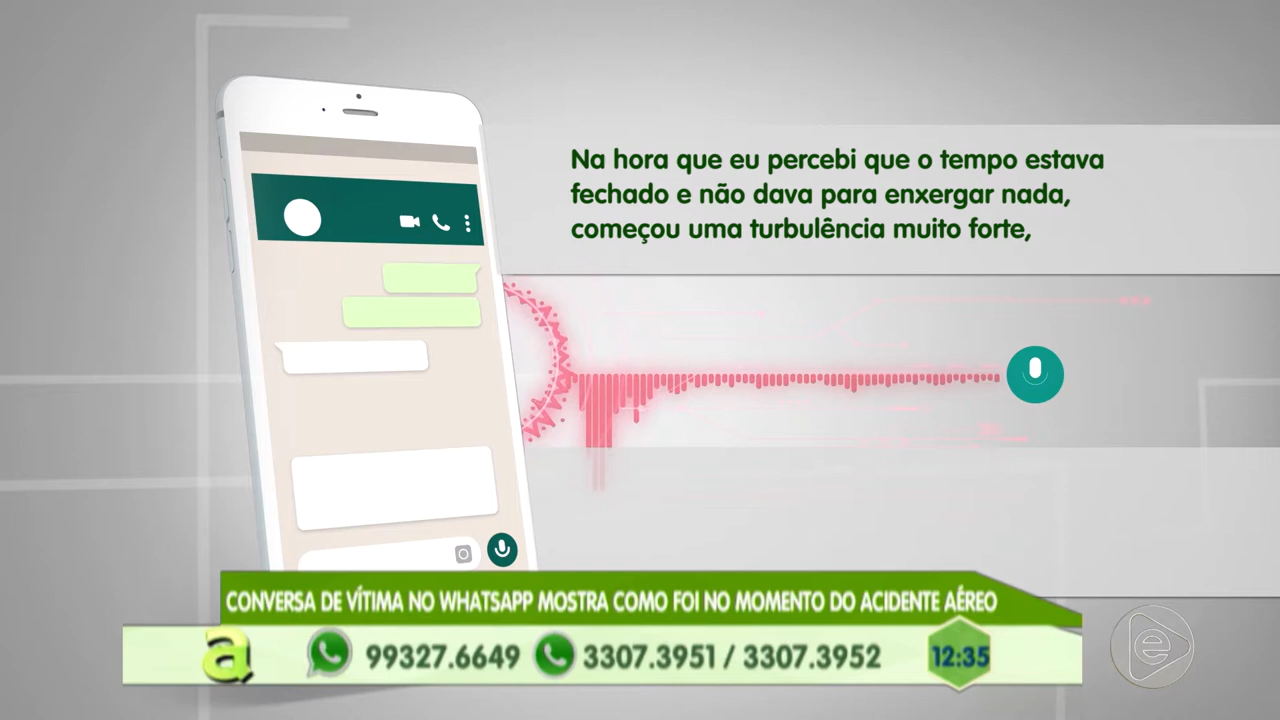 Na hora que eu percebi que o tempo estava
fechado e não dava para enxergar nada,
começou uma turbulência muito forte,
CONVERSA DE VÍTIMA NO WHATSAPP MOSTRA COMO FOI NO MOMENTO DO ACIDENTE AÉREO
a 99327.6649 3307.3951 / 3307.3952 12:35
e